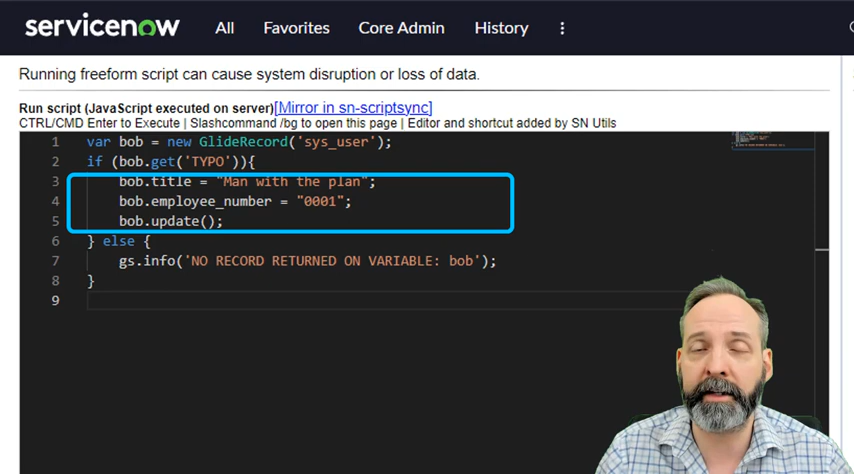 servicenow All Favorites Core Admin History
Running freeform script can cause system disruption or loss of data.
Run script (JavaScript executed on server)[Mirror in sn-scriptsync]
CTRL/CMD Enter to Execute | Slashcommand /bg to open this page | Editor and shortcut added by SN Utils
1 var bob = new GlideRecord('sys_user');
2 if (bob.get('TYPO')){
3 bob.title = "Man with the plan";
4 bob.employee_number = "0001";
5 bob.update();
6 } else {
7 gs.info('NO RECORD RETURNED ON VARIABLE: bob');
8 }
9